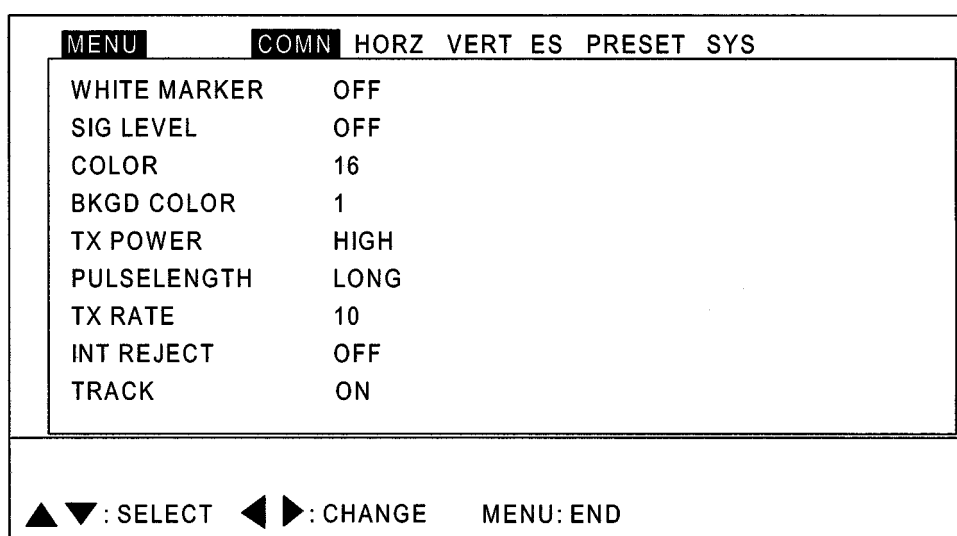 MENU COMN HORZ VERT ES PRESET SYS
WHITE MARKER OFF
SIG LEVEL OFF
COLOR 16
BKGD COLOR 1
TX POWER HIGH
PULSELENGTH LONG
TX RATE 10
INT REJECT OFF
TRACK ON
▲ ▼: SELECT ◀ ▶: CHANGE MENU: END